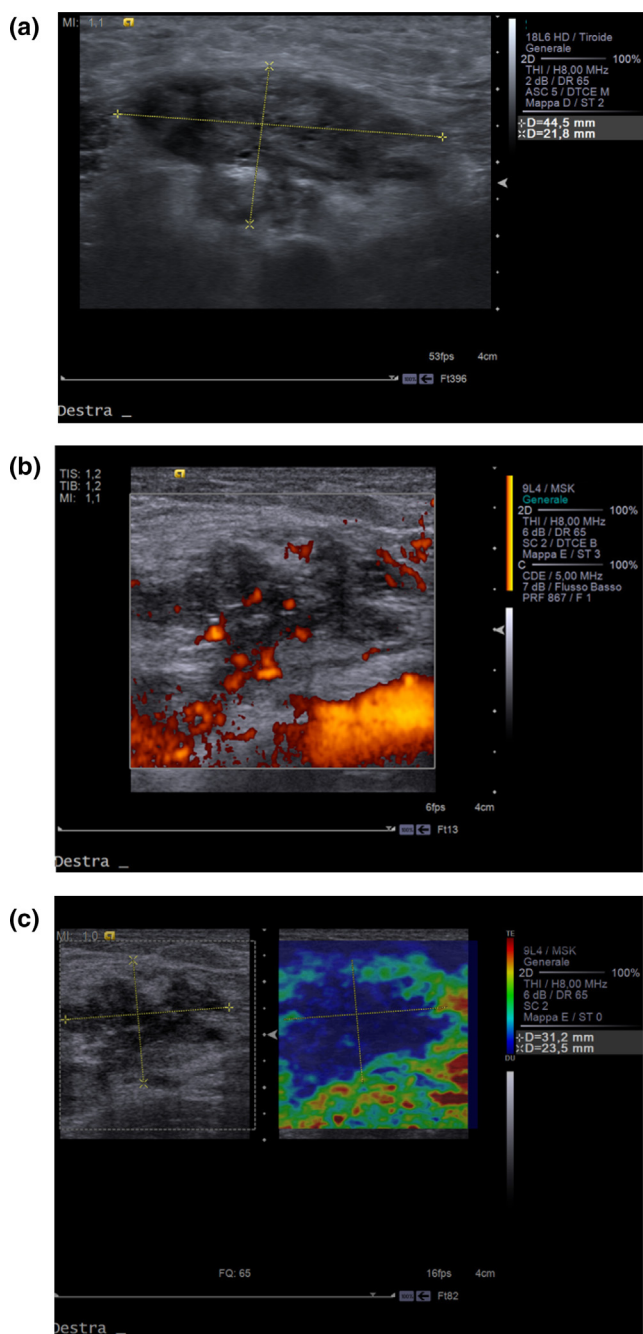 (a)
MI: 1,1
18L6 HD / Tiroide
Generale
2D 100%
THI / H8,00 MHz
2 dB / DR 65
ASC 5 / DTCE M
Mappa D / ST 2
D=44,5 mm
D=21,8 mm
53fps 4cm
Ft396
Destra _
(b)
TIS: 1,2
TIB: 1,2
MI: 1,1
9L4 / MSK
Generale
2D 100%
THI / H8,00 MHz
6 dB / DR 65
SC 2 / DTCE B
Mappa E / ST 3
C 100%
CDE / 5,00 MHz
7 dB / Flusso Basso
PRF 867 / F 1
6fps 4cm
Ft13
Destra _
(c)
MI: 1,0
TE
DU
9L4 / MSK
Generale
2D 100%
THI / H8,00 MHz
6 dB / DR 65
SC 2
Mappa E / ST 0
D=31,2 mm
D=23,5 mm
FQ: 65 16fps 4cm
Ft82
Destra _